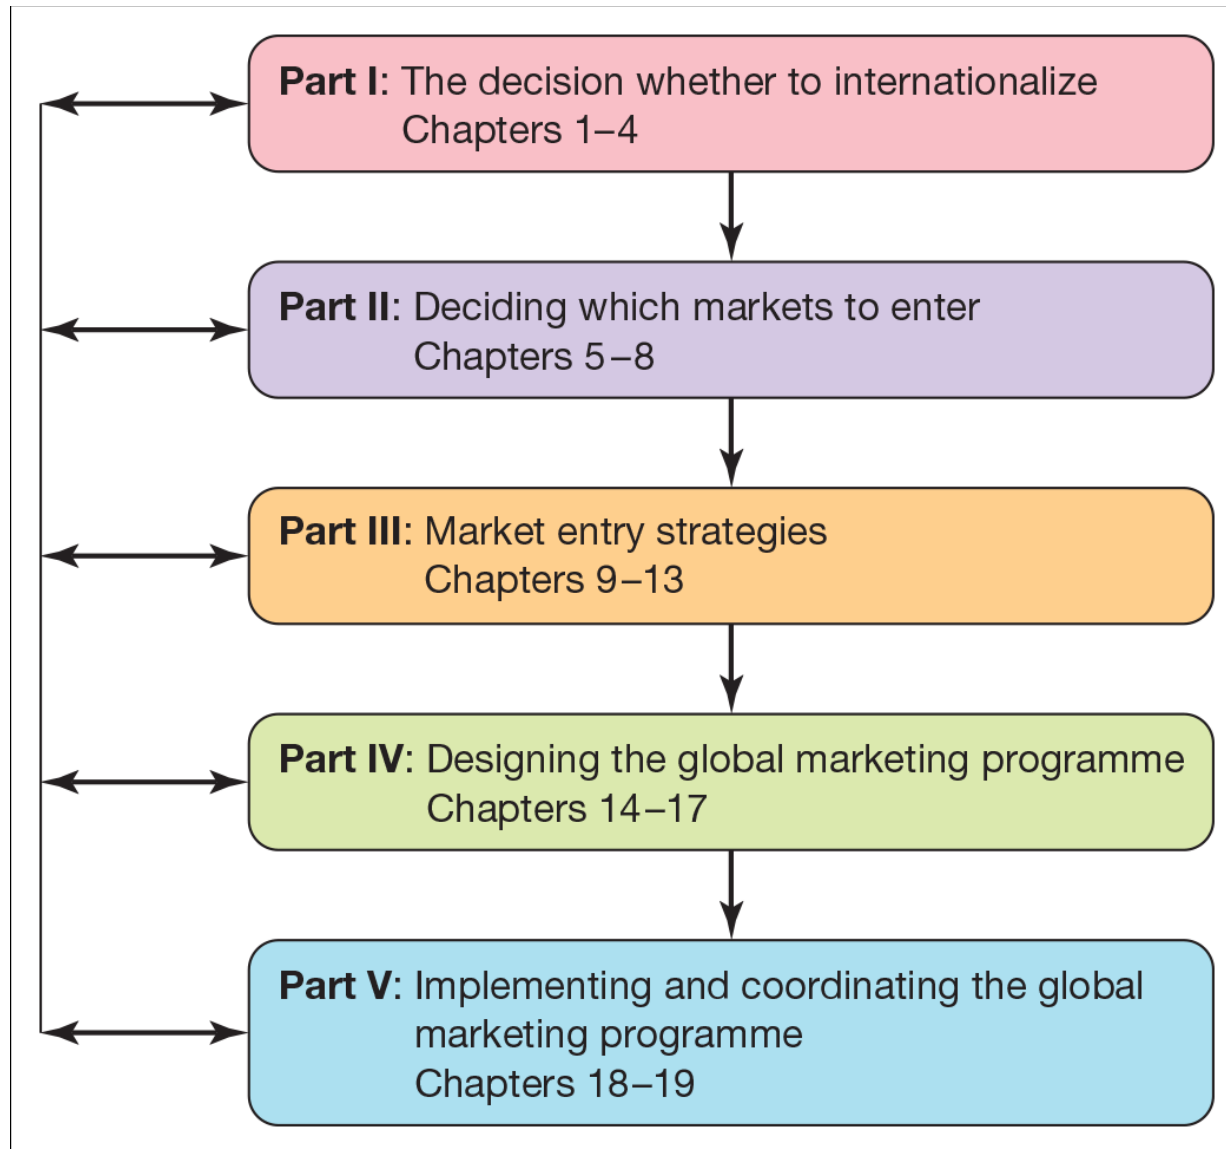 Part I: The decision whether to internationalize
Chapters 1–4
Part II: Deciding which markets to enter
Chapters 5–8
Part III: Market entry strategies
Chapters 9–13
Part IV: Designing the global marketing programme
Chapters 14–17
Part V: Implementing and coordinating the global
marketing programme
Chapters 18–19